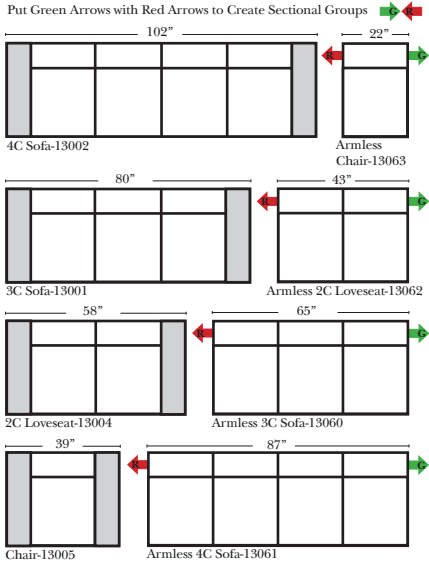 Put Green Arrows with Red Arrows to Create Sectional Groups G R
102”
22”
R G
4C Sofa-13002
Armless
Chair-13063
80”
43”
R G
3C Sofa-13001
Armless 2C Loveseat-13062
58”
65”
R G
2C Loveseat-13004
Armless 3C Sofa-13060
39”
87”
R G
Chair-13005
Armless 4C Sofa-13061